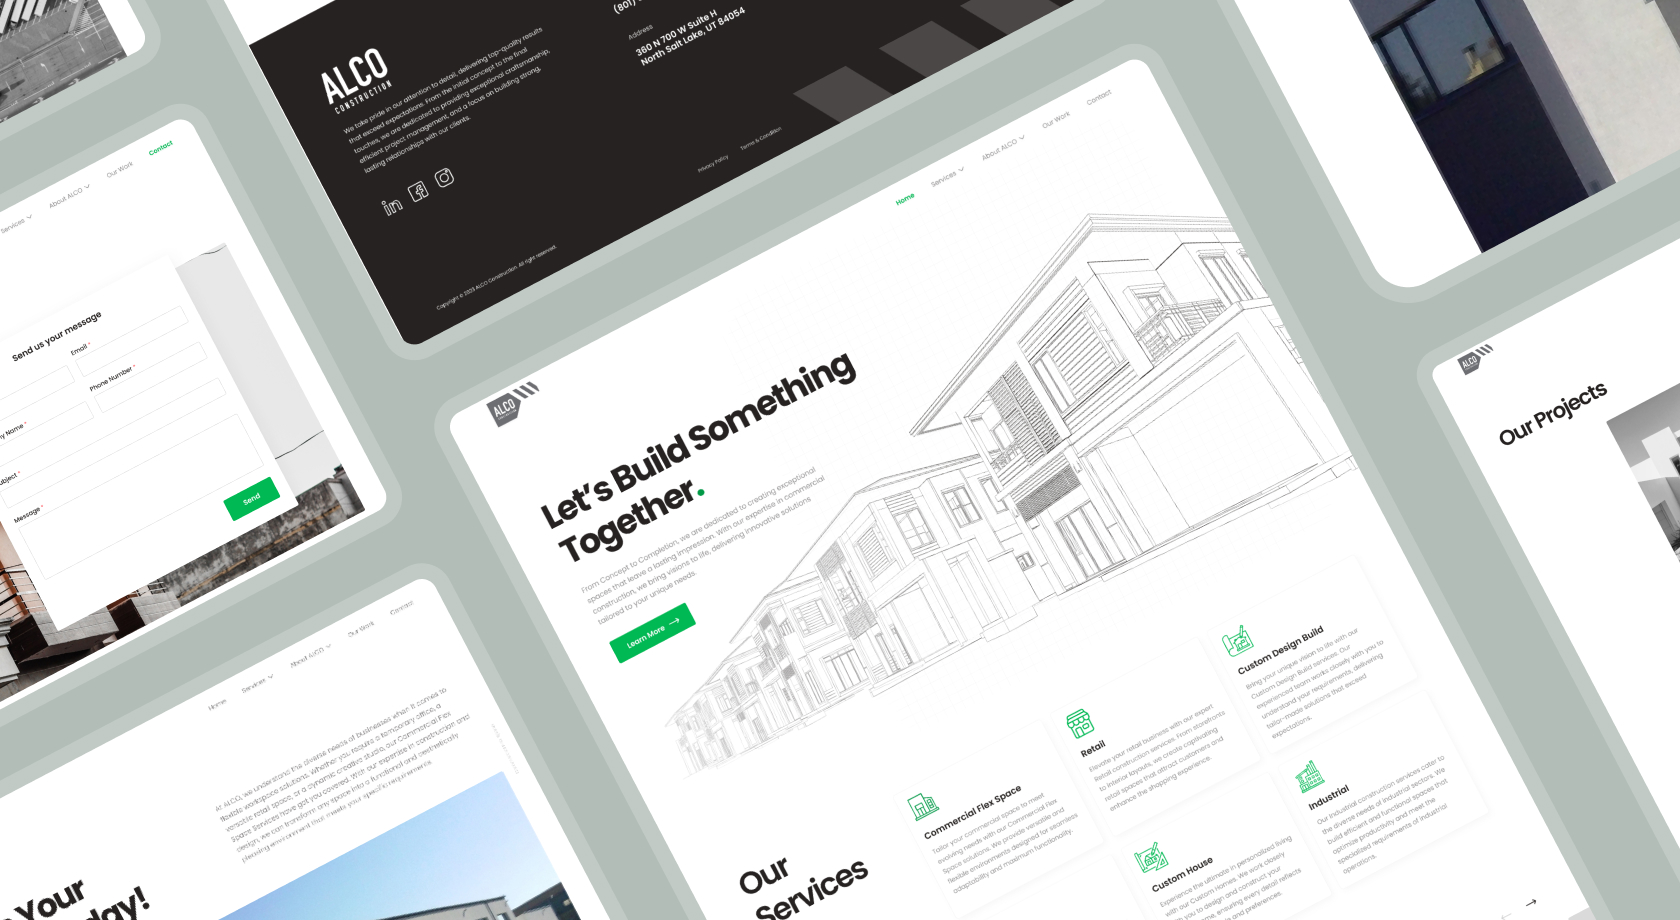 ALCO
CONSTRUCTION
We take pride in our attention to detail, delivering top-quality results
that exceed expectations. From the initial concept to the final
touches, we are dedicated to providing exceptional craftsmanship,
efficient project management, and a focus on building strong,
lasting relationships with our clients.
(801)
Address
360 N 700 W Suite H
North Salt Lake, UT 84054
Privacy Policy
Terms & Condition
Copyright © 2023 ALCO Construction. All right reserved.
Services
About ALCO
Our Work
Contact
Send us your message
Email *
Phone Number *
Name *
Subject *
Message *
Send
Home
Services
About ALCO
Our Work
Contact
At ALCO, we understand the diverse needs of businesses when it comes to
flexible workspace solutions. Whether you require a temporary office, a
versatile retail space, or a dynamic creative studio, our Commercial Flex
Space Services have got you covered. With our expertise in construction and
design, we can transform any space into a functional and aesthetically
pleasing environment that meets your specific requirements.
Your
ALCO
Home
Services
About ALCO
Our Work
Contact
Let's Build Something
Together.
From Concept to Completion, we are dedicated to creating exceptional
spaces that leave a lasting impression. With our expertise in commercial
construction, we bring visions to life, delivering innovative solutions
tailored to your unique needs.
Learn More
Our
Services
Commercial Flex Space
Tailor your commercial space to meet
evolving needs with our Commercial Flex
Space solutions. We provide versatile and
flexible environments designed for seamless
adaptability and maximum functionality.
Retail
Elevate your retail business with our expert
Retail construction services. From storefronts
to interior layouts, we create captivating
retail spaces that attract customers and
enhance the shopping experience.
Custom Design Build
Bring your unique vision to life with our
Custom Design Build services. Our
experienced team works closely with you to
understand your requirements, delivering
tailor-made solutions that exceed
expectations.
Custom House
Experience the ultimate in personalized living
with our Custom Homes. We work closely
with you to design and construct your
home, ensuring every detail reflects
and preferences.
Industrial
Our industrial construction services cater to
the diverse needs of industrial sectors. We
build efficient and functional spaces that
optimize productivity and meet the
specialized requirements of industrial
operations.
ALCO
Our Projects